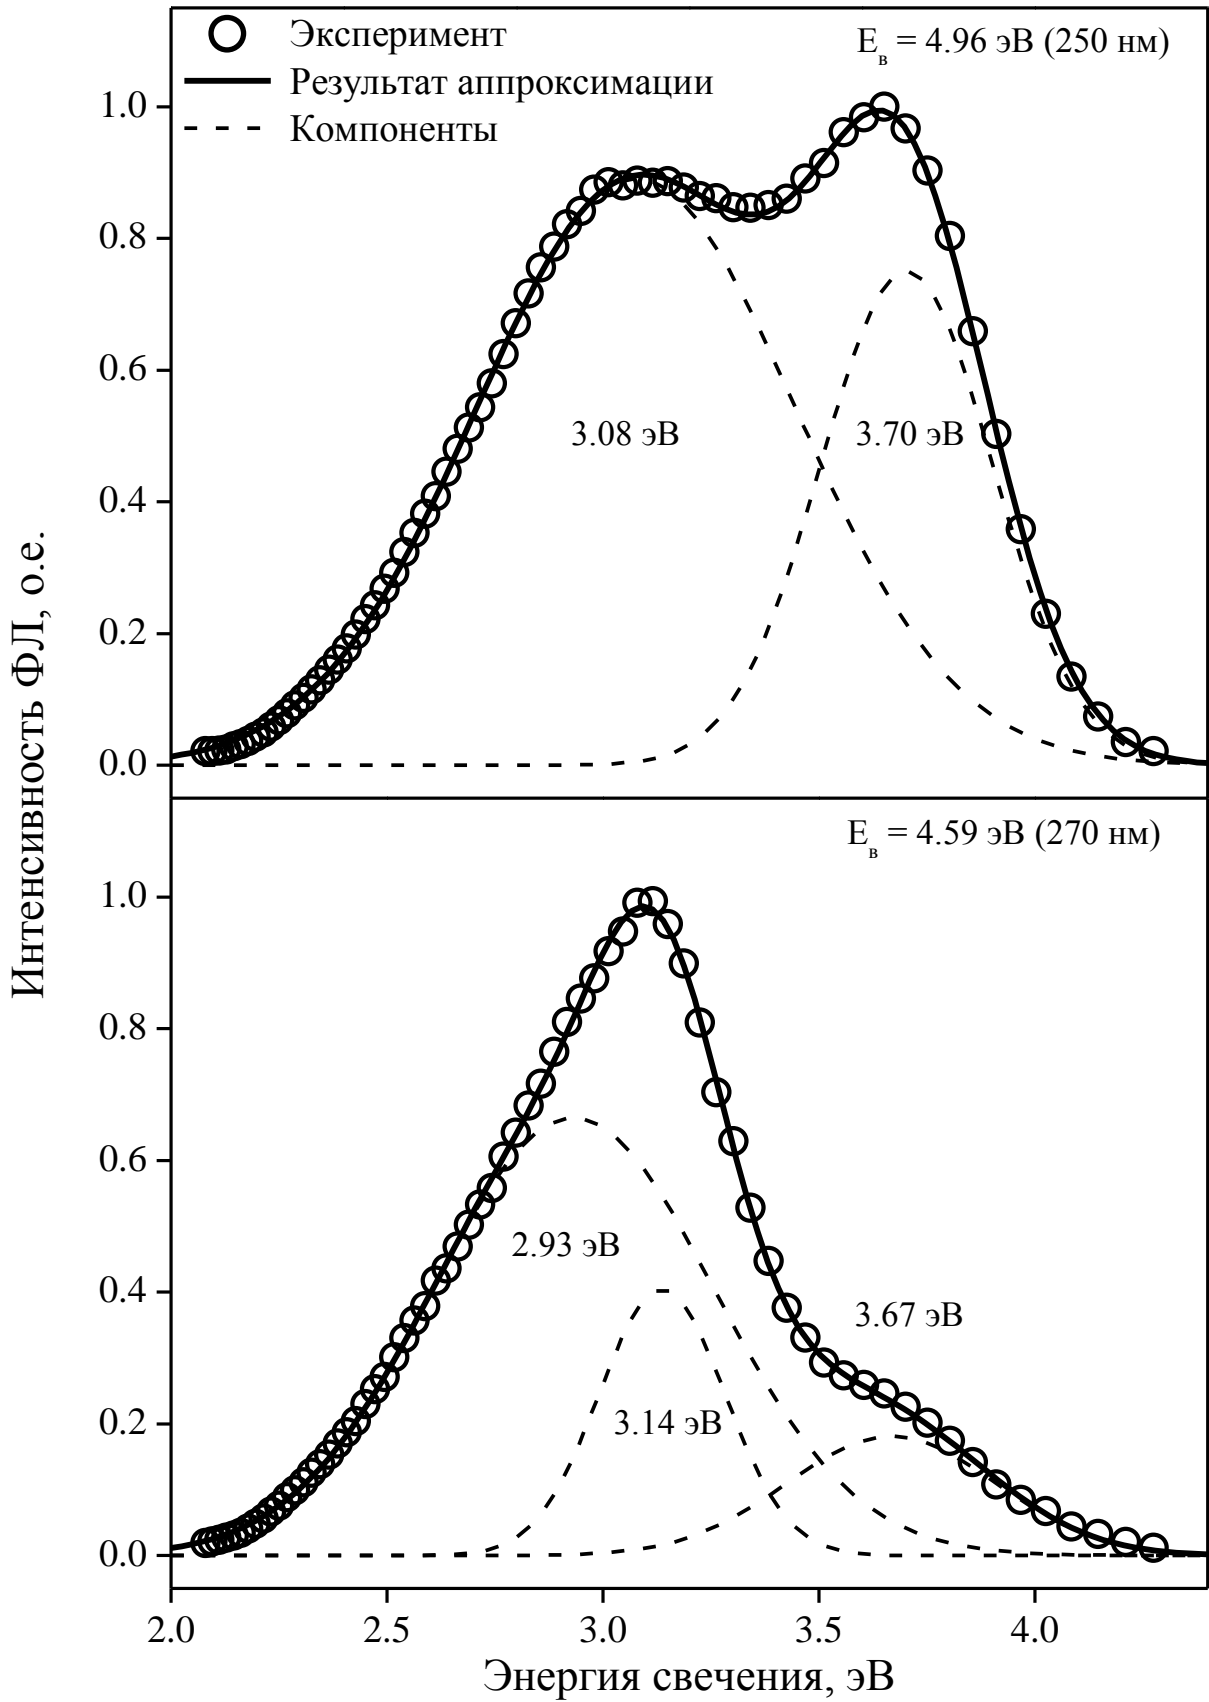 Эксперимент
Результат аппроксимации
Компоненты
Eв = 4.96 эВ (250 нм)
1.0
0.8
0.6
0.4
0.2
0.0
3.08 эВ
3.70 эВ
Интенсивность ФЛ, о.е.
Eв = 4.59 эВ (270 нм)
1.0
0.8
0.6
0.4
0.2
0.0
2.93 эВ
3.14 эВ
3.67 эВ
2.0
2.5
3.0
3.5
4.0
Энергия свечения, эВ